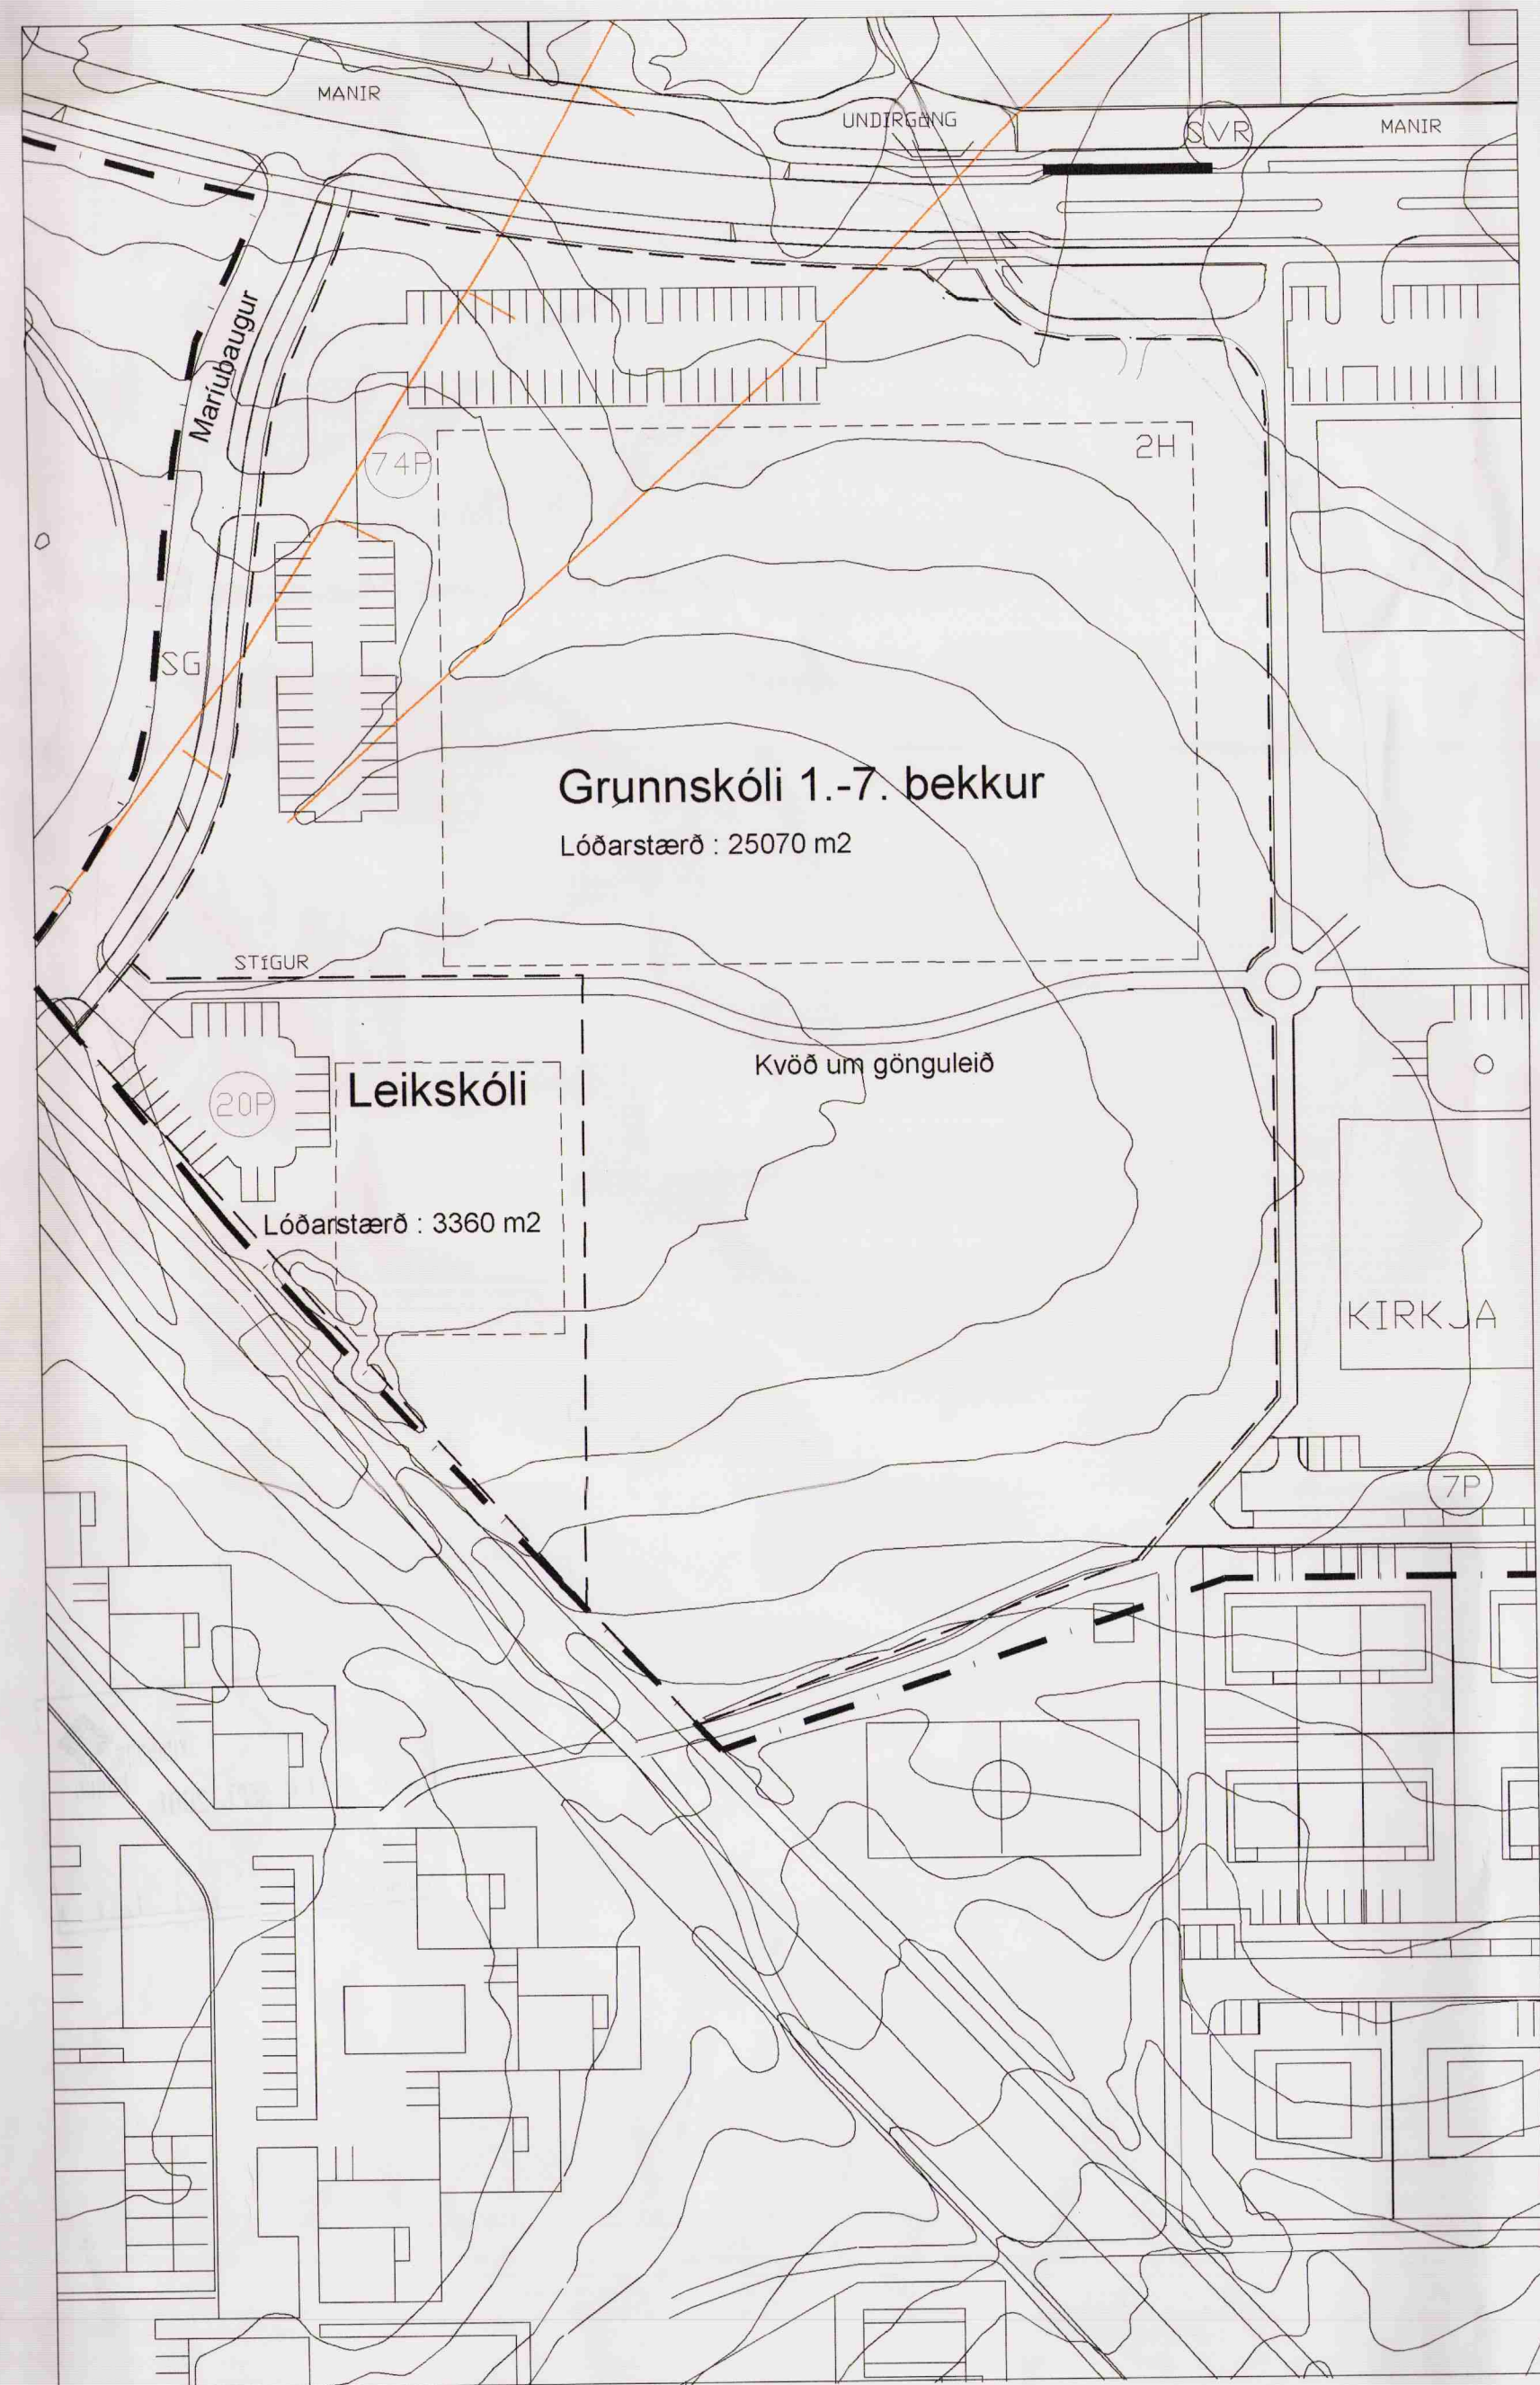 MANIR
UNDIRGöNG
SVR
MANIR
Maríubaugur
74P
2H
SG
Grunnskóli 1.-7. bekkur
Lóðarstærð : 25070 m2
STíGUR
Kvöð um gönguleið
20P
Leikskóli
Lóðarstærð : 3360 m2
KIRKJA
7P